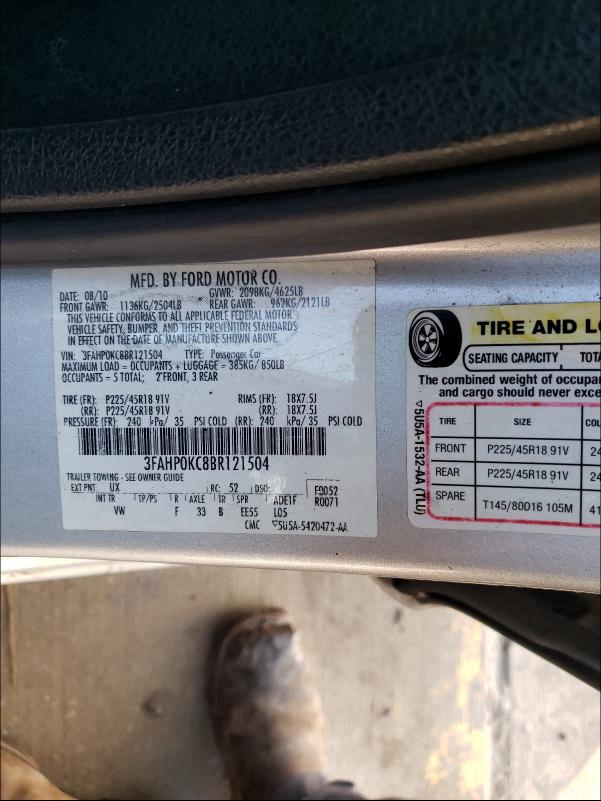 MFD. BY FORD MOTOR CO.
DATE: 08/10 GVWR: 2098KG/4625LB
FRONT GAWR: 1136KG/2504LB REAR GAWR: 962KG/2121LB
THIS VEHICLE CONFORMS TO ALL APPLICABLE FEDERAL MOTOR
VEHICLE SAFETY, BUMPER, AND THEFT PREVENTION STANDARDS
IN EFFECT ON THE DATE OF MANUFACTURE SHOWN ABOVE.
VIN: 3FAHP0KC8BR121504 TYPE: Passenger Car
MAXIMUM LOAD = OCCUPANTS + LUGGAGE = 385KG/ 850LB
OCCUPANTS = 5 TOTAL; 2 FRONT, 3 REAR
TIRE (FR): P225/45R18 91V RIMS (FR): 18X7.5J
(RR): P225/45R18 91V (RR): 18X7.5J
PRESSURE (FR): 240 kPa/ 35 PSI COLD (RR): 240 kPa/ 35 PSI COLD
3FAHP0KC8BR121504
TRAILER TOWING - SEE OWNER GUIDE
EXT PNT: UX RC: 52 DSO: F0052
INT TR TP/PS R AXLE TR SPR ADE1F R0071
VW F 33 B EE55 L05
CMC ▽5U5A-5420472-AA
TIRE AND LO
SEATING CAPACITY TOTA
The combined weight of occupa
and cargo should never exce
TIRE SIZE COL
FRONT P225/45R18 91V 24
REAR P225/45R18 91V 24
SPARE T145/80D16 105M 41
▽5U5A-1532-AA (TLU)